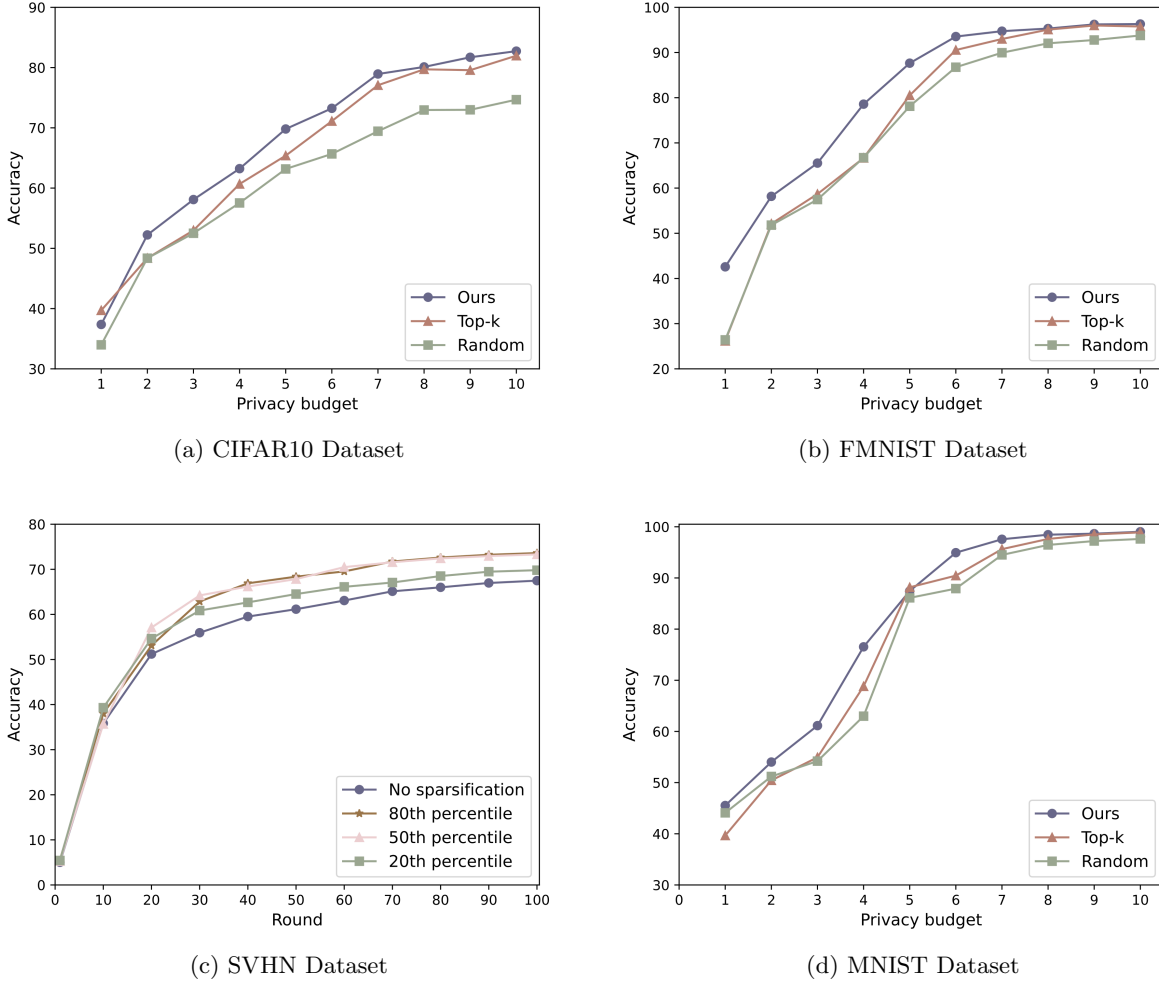 90
80
70
60
50
40
30
Accuracy
1 2 3 4 5 6 7 8 9 10
Privacy budget
Ours
Top-k
Random
(a) CIFAR10 Dataset
100
90
80
70
60
50
40
30
20
Accuracy
1 2 3 4 5 6 7 8 9 10
Privacy budget
Ours
Top-k
Random
(b) FMNIST Dataset
80
70
60
50
40
30
20
10
0
Accuracy
0 10 20 30 40 50 60 70 80 90 100
Round
No sparsification
80th percentile
50th percentile
20th percentile
(c) SVHN Dataset
100
90
80
70
60
50
40
30
Accuracy
0 1 2 3 4 5 6 7 8 9 10
Privacy budget
Ours
Top-k
Random
(d) MNIST Dataset